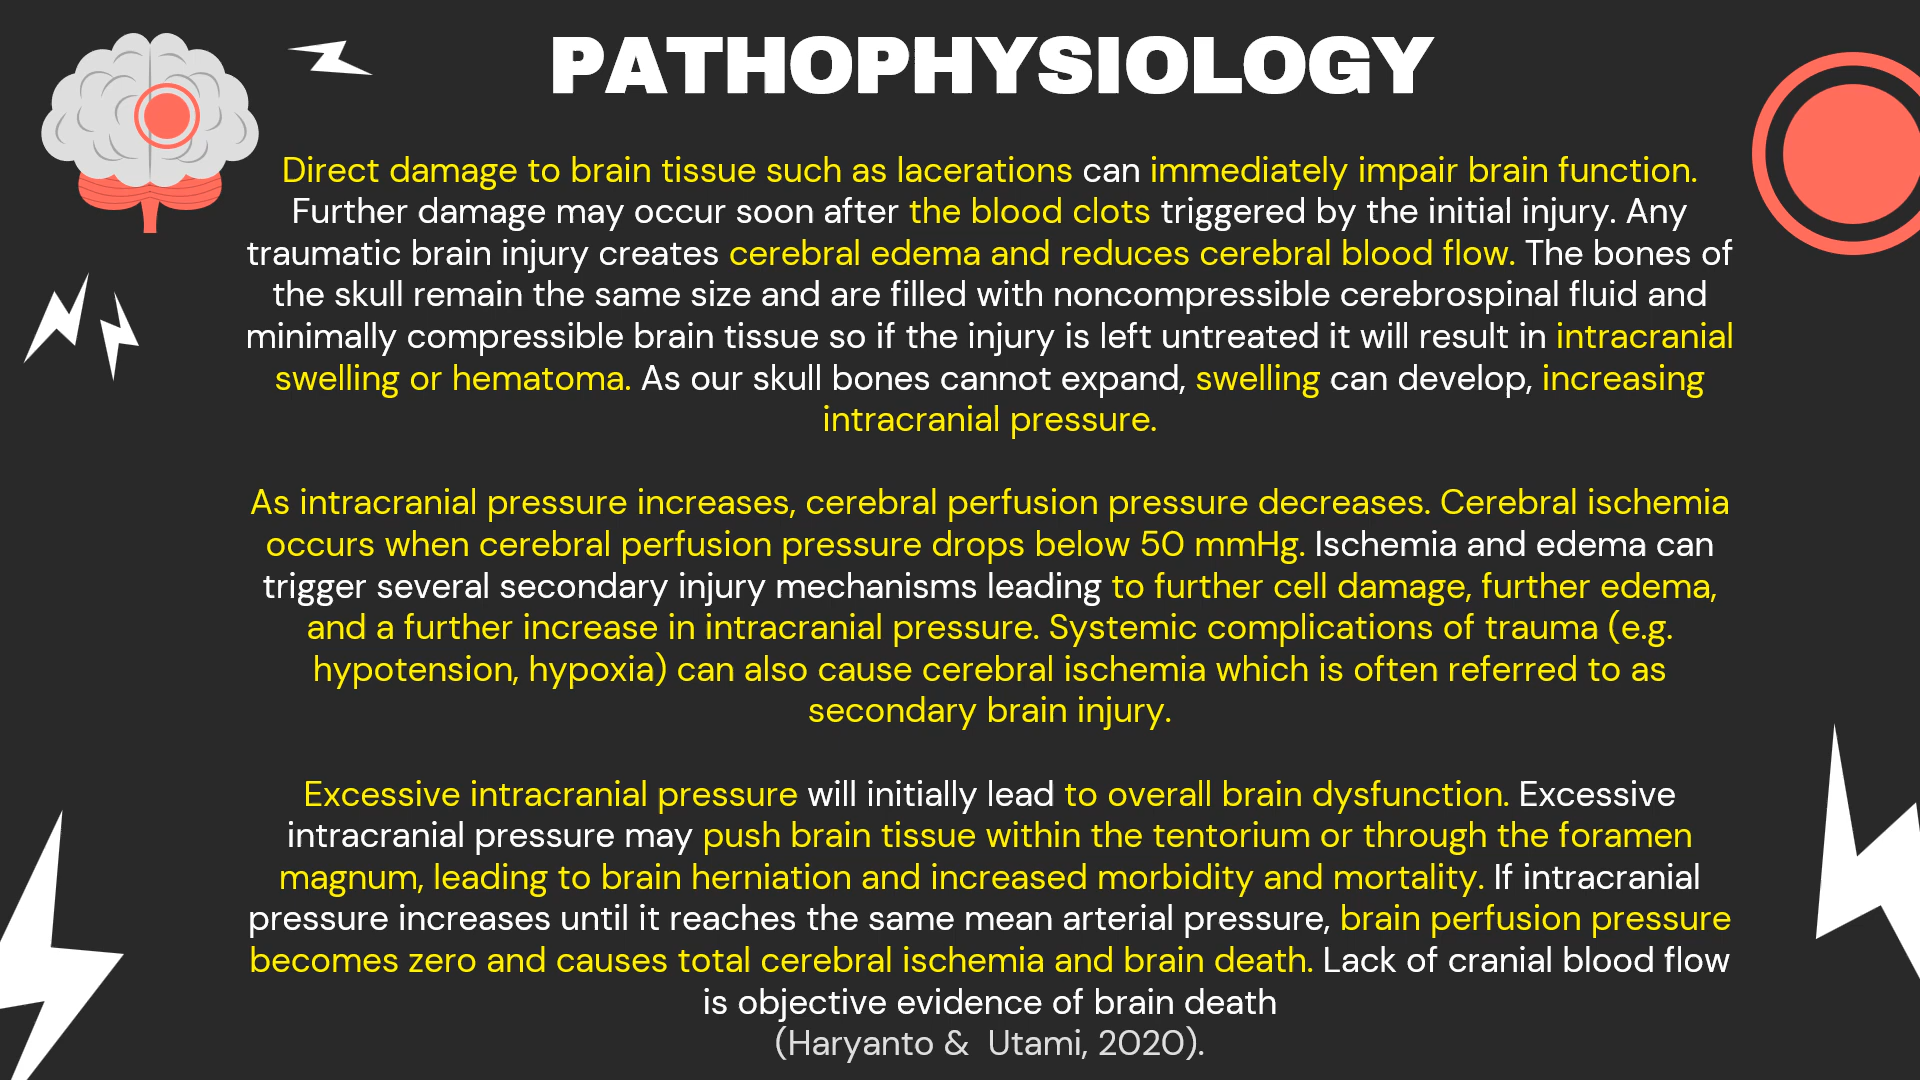 PATHOPHYSIOLOGY
Direct damage to brain tissue such as lacerations can immediately impair brain function.
Further damage may occur soon after the blood clots triggered by the initial injury. Any
traumatic brain injury creates cerebral edema and reduces cerebral blood flow. The bones of
the skull remain the same size and are filled with noncompressible cerebrospinal fluid and
minimally compressible brain tissue so if the injury is left untreated it will result in intracranial
swelling or hematoma. As our skull bones cannot expand, swelling can develop, increasing
intracranial pressure.
As intracranial pressure increases, cerebral perfusion pressure decreases. Cerebral ischemia
occurs when cerebral perfusion pressure drops below 50 mmHg. Ischemia and edema can
trigger several secondary injury mechanisms leading to further cell damage, further edema,
and a further increase in intracranial pressure. Systemic complications of trauma (e.g.
hypotension, hypoxia) can also cause cerebral ischemia which is often referred to as
secondary brain injury.
Excessive intracranial pressure will initially lead to overall brain dysfunction. Excessive
intracranial pressure may push brain tissue within the tentorium or through the foramen
magnum, leading to brain herniation and increased morbidity and mortality. If intracranial
pressure increases until it reaches the same mean arterial pressure, brain perfusion pressure
becomes zero and causes total cerebral ischemia and brain death. Lack of cranial blood flow
is objective evidence of brain death
(Haryanto &  Utami, 2020).